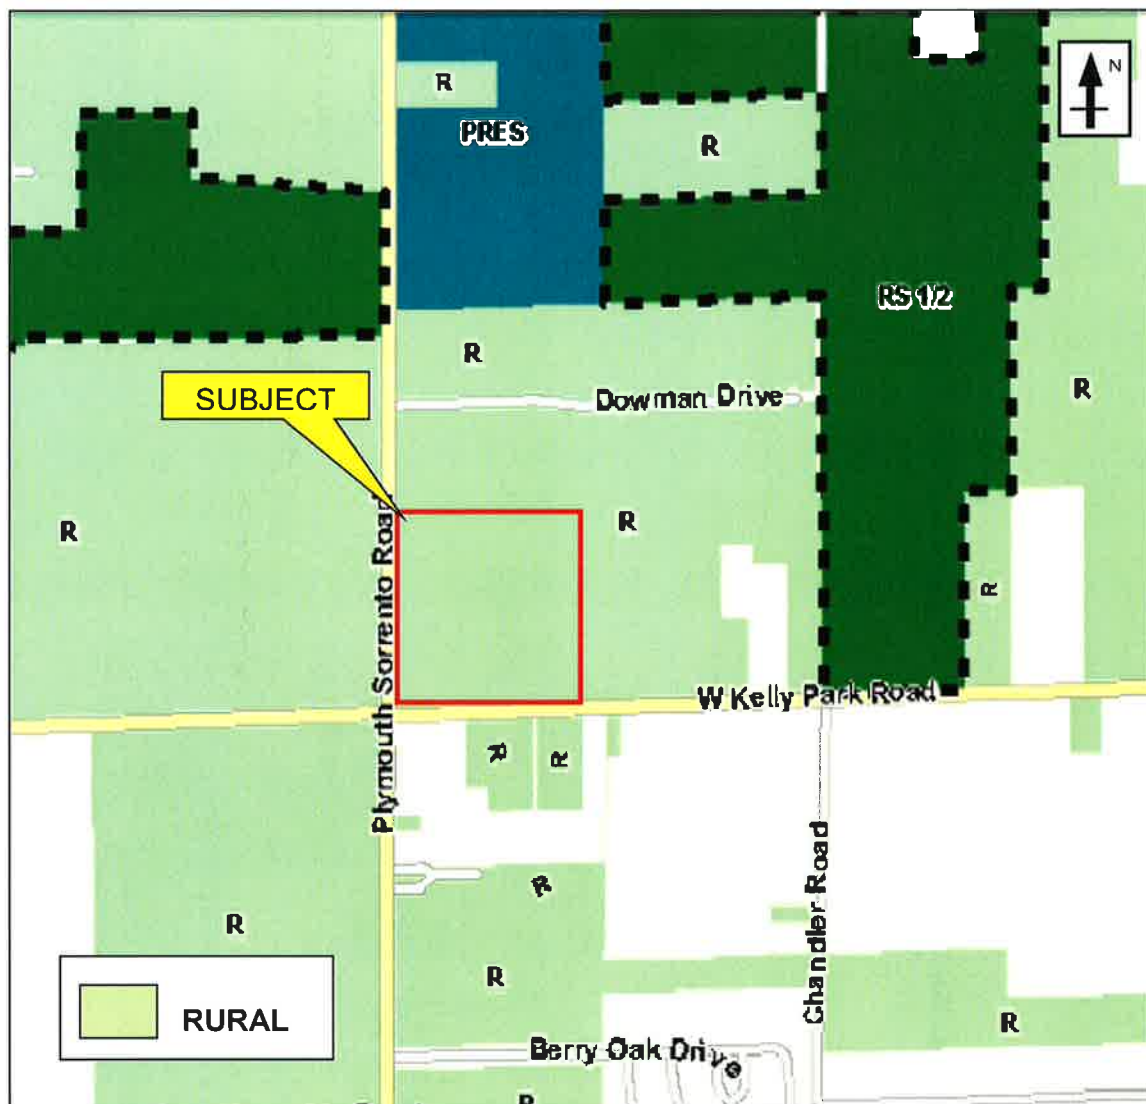 R
N
PRES
R
RS 1/2
R
R
SUBJECT
Dowman Drive
R
R
Plymouth Sorrento Road
R
W Kelly Park Road
R
R
R
Chandler Road
R
R
R
RURAL
R
Berry Oak Drive
R